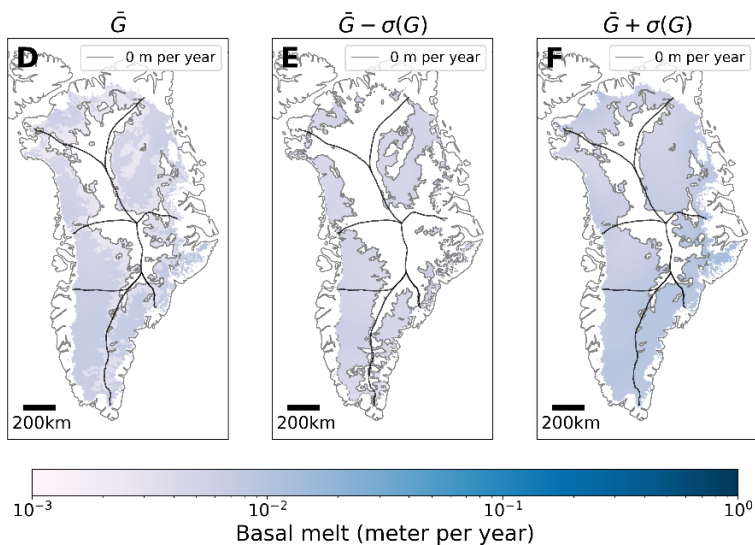 Ḡ
Ḡ − σ(G)
Ḡ + σ(G)
D
0 m per year
E
0 m per year
F
0 m per year
200km
200km
200km
10⁻³
10⁻²
10⁻¹
10⁰
Basal melt (meter per year)